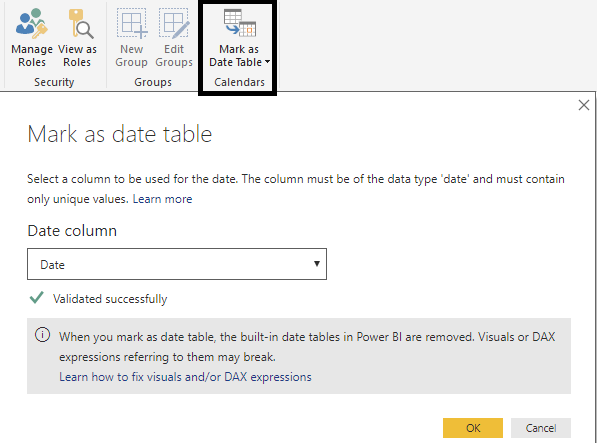 Manage Roles
View as Roles
New Group
Edit Groups
Mark as Date Table
Security
Groups
Calendars
Mark as date table
Select a column to be used for the date. The column must be of the data type 'date' and must contain
only unique values. Learn more
Date column
Date
Validated successfully
When you mark as date table, the built-in date tables in Power BI are removed. Visuals or DAX
expressions referring to them may break.
Learn how to fix visuals and/or DAX expressions
OK
Cancel